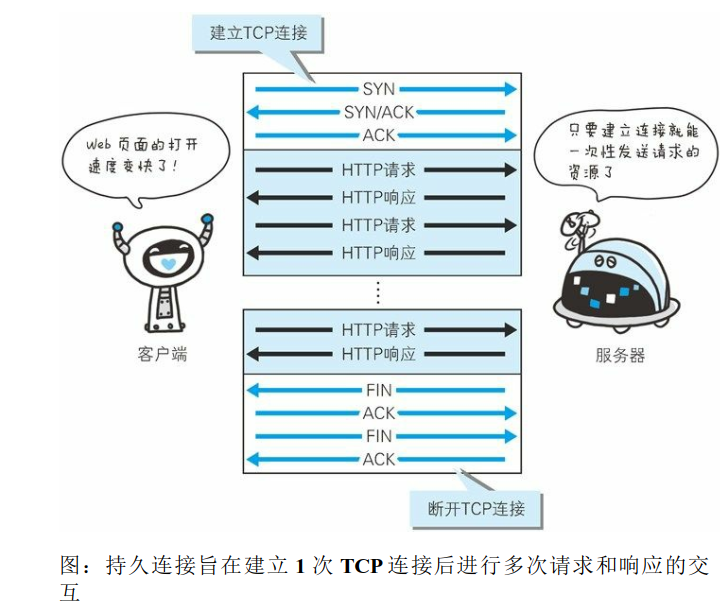 建立TCP连接
SYN
SYN/ACK
ACK
Web 页面的打开
速度变快了!
只要建立连接就能
一次性发送请求的
资源了
HTTP请求
HTTP响应
HTTP请求
HTTP响应
HTTP请求
HTTP响应
客户端
服务器
FIN
ACK
FIN
ACK
断开TCP连接
图：持久连接旨在建立 1 次 TCP 连接后进行多次请求和响应的交
互